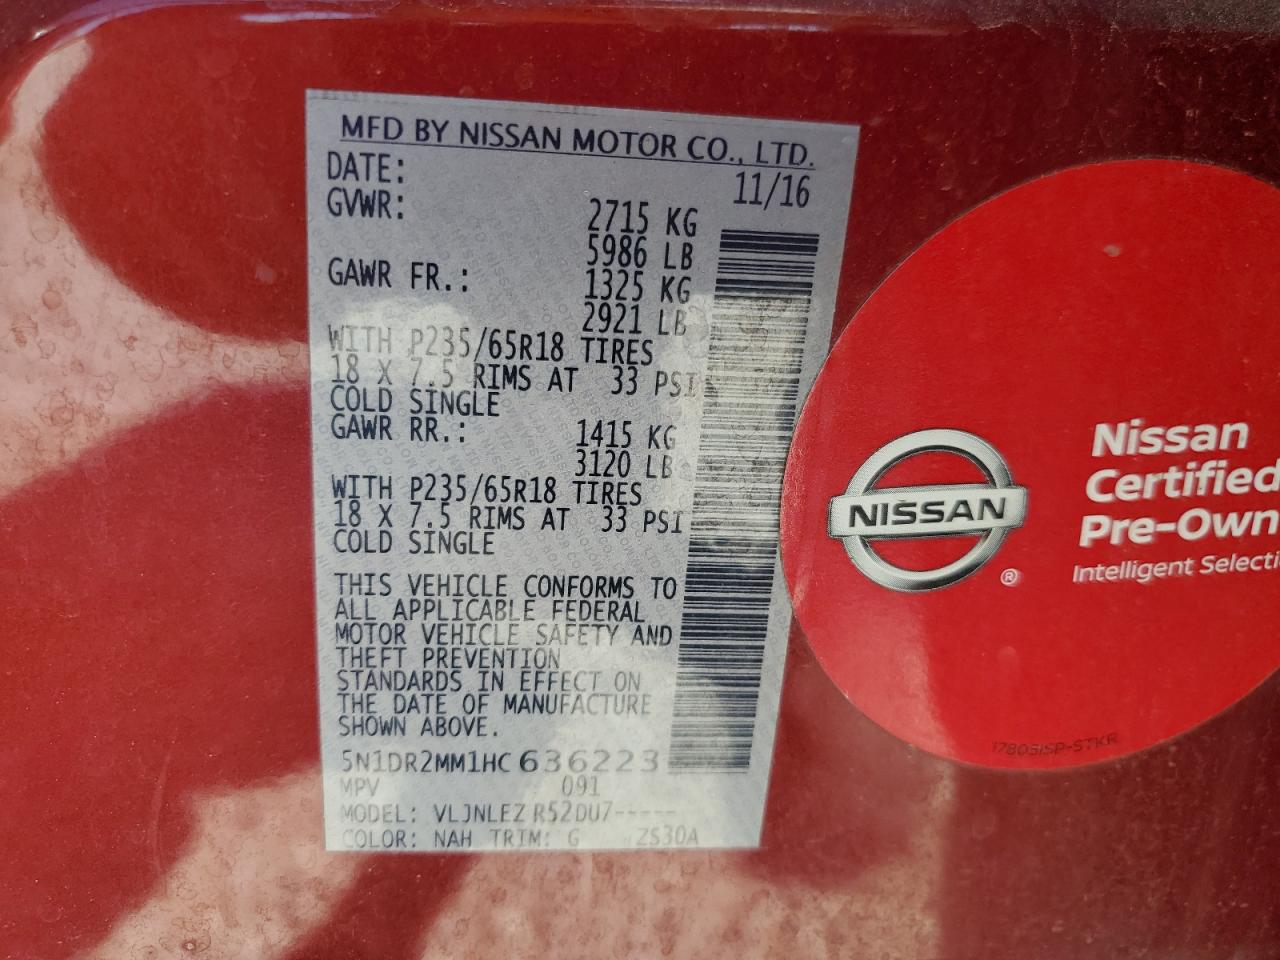 MFD BY NISSAN MOTOR CO., LTD.
DATE: 11/16
GVWR: 2715 KG
5986 LB
GAWR FR.: 1325 KG
2921 LB
WITH P235/65R18 TIRES
18 X 7.5 RIMS AT 33 PSI
COLD SINGLE
GAWR RR.: 1415 KG
3120 LB
WITH P235/65R18 TIRES
18 X 7.5 RIMS AT 33 PSI
COLD SINGLE
THIS VEHICLE CONFORMS TO
ALL APPLICABLE FEDERAL
MOTOR VEHICLE SAFETY AND
THEFT PREVENTION
STANDARDS IN EFFECT ON
THE DATE OF MANUFACTURE
SHOWN ABOVE.
5N1DR2MM1HC636223
MPV 091
MODEL: VLJNLEZ R52DU7-----
COLOR: NAH TRIM: G ZS30A
NISSAN
®
Nissan
Certified
Pre-Own
Intelligent Selecti
17805ISP-STKR